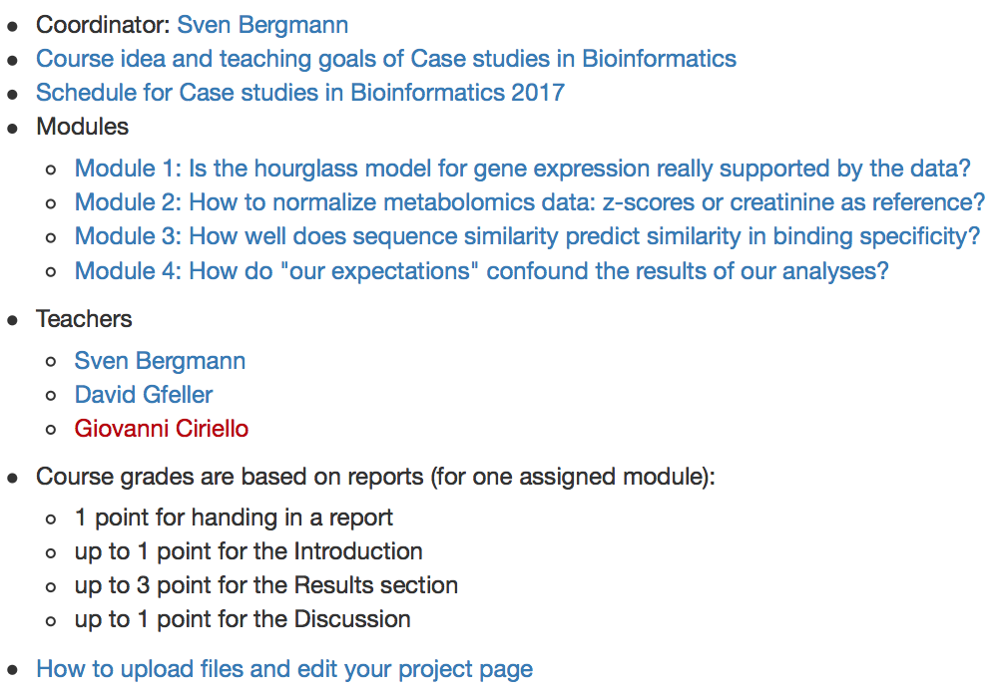 Coordinator: Sven Bergmann
Course idea and teaching goals of Case studies in Bioinformatics
Schedule for Case studies in Bioinformatics 2017
Modules
Module 1: Is the hourglass model for gene expression really supported by the data?
Module 2: How to normalize metabolomics data: z-scores or creatinine as reference?
Module 3: How well does sequence similarity predict similarity in binding specificity?
Module 4: How do "our expectations" confound the results of our analyses?
Teachers
Sven Bergmann
David Gfeller
Giovanni Ciriello
Course grades are based on reports (for one assigned module):
1 point for handing in a report
up to 1 point for the Introduction
up to 3 point for the Results section
up to 1 point for the Discussion
How to upload files and edit your project page